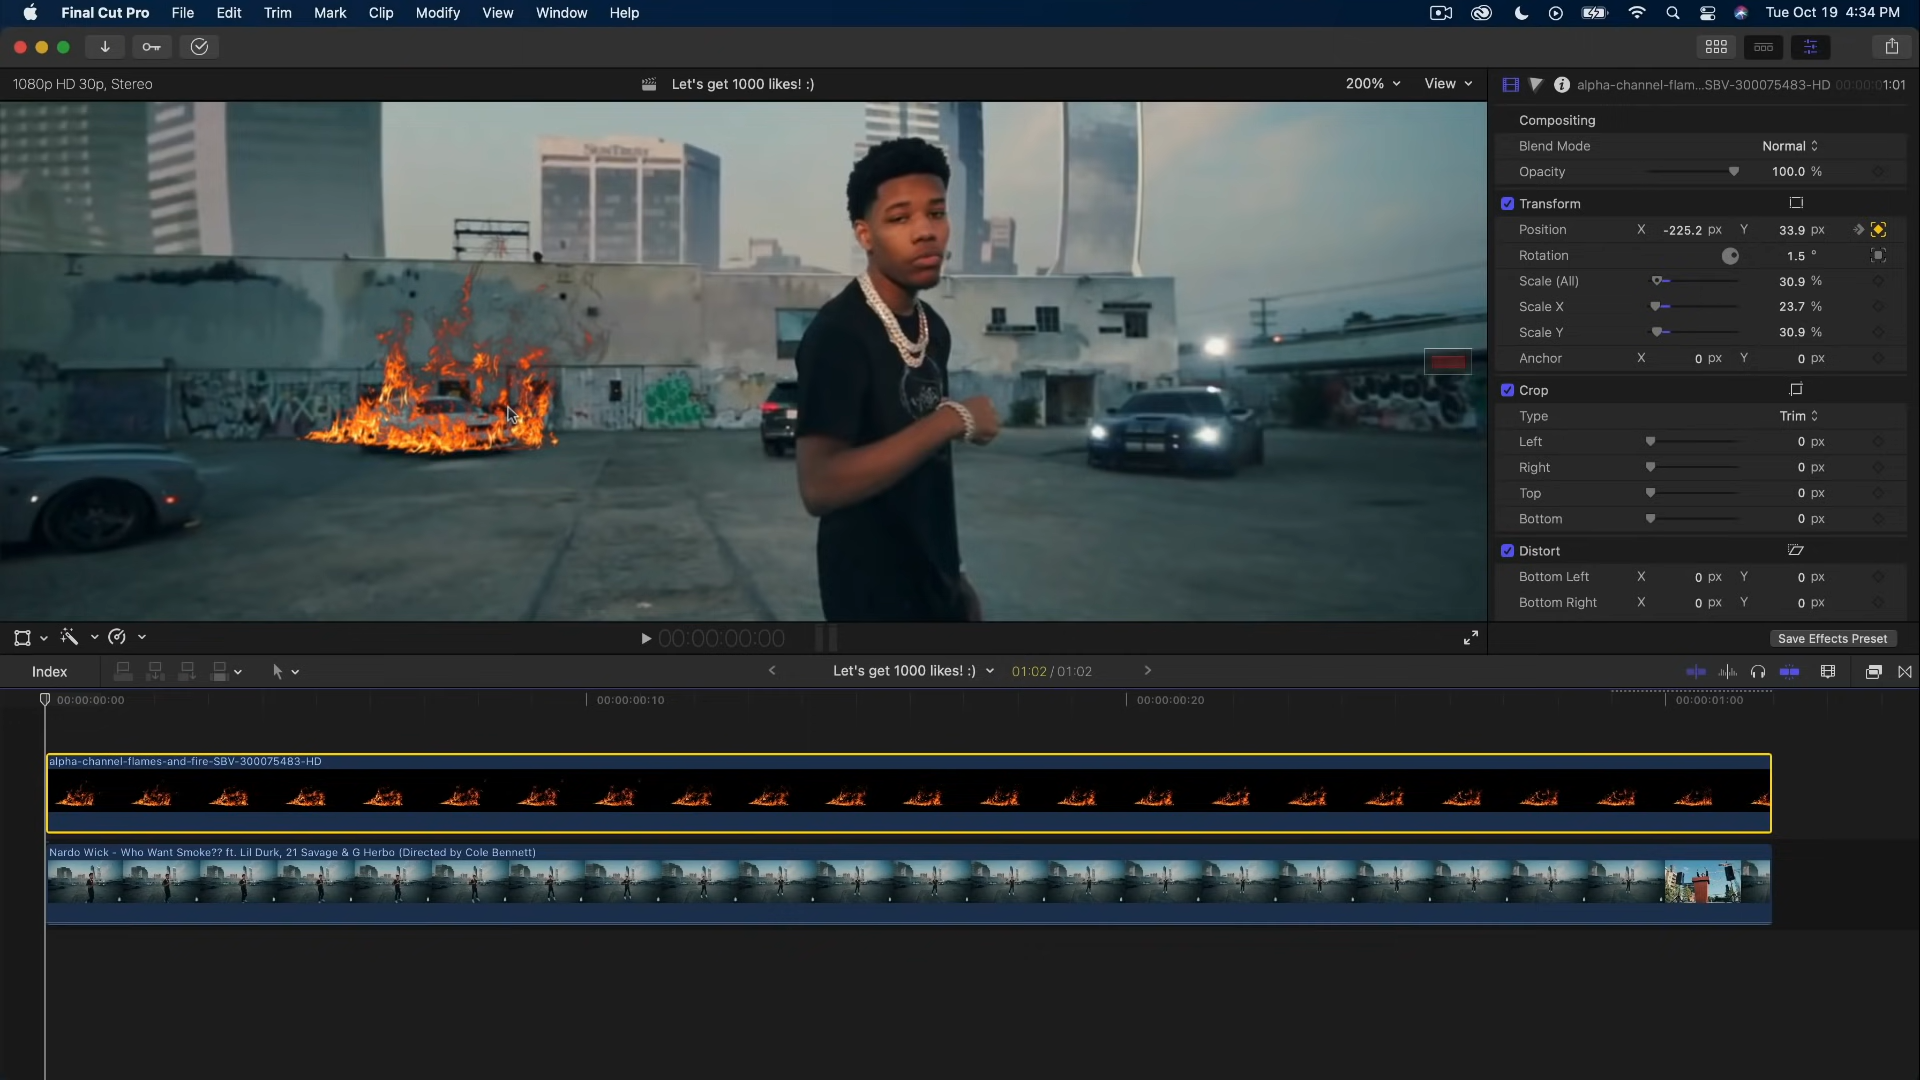 Final Cut Pro File Edit Trim Mark Clip Modify View Window Help Tue Oct 19 4:34 PM
1080p HD 30p, Stereo Let's get 1000 likes! :) 200% View alpha-channel-flam...SBV-300075483-HD 00:00:01:01
SUNTRUST
Compositing
Blend Mode Normal
Opacity 100.0 %
Transform
Position X -225.2 px Y 33.9 px
Rotation 1.5 °
Scale (All) 30.9 %
Scale X 23.7 %
Scale Y 30.9 %
Anchor X 0 px Y 0 px
Crop
Type Trim
Left 0 px
Right 0 px
Top 0 px
Bottom 0 px
Distort
Bottom Left X 0 px Y 0 px
Bottom Right X 0 px Y 0 px
00:00:00:00 Save Effects Preset
Index Let's get 1000 likes! :) 01:02 / 01:02
00:00:00:00 00:00:00:10 00:00:00:20 00:00:01:00
alpha-channel-flames-and-fire-SBV-300075483-HD
Nardo Wick - Who Want Smoke?? ft. Lil Durk, 21 Savage & G Herbo (Directed by Cole Bennett)